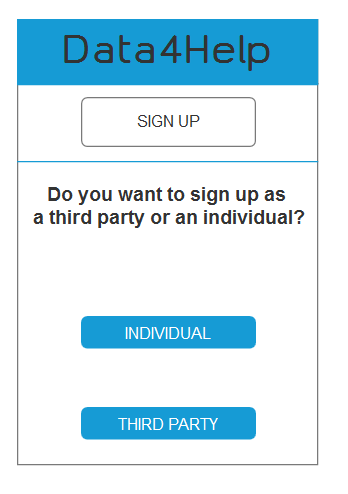 Data4Help
SIGN UP
Do you want to sign up as
a third party or an individual?
INDIVIDUAL
THIRD PARTY